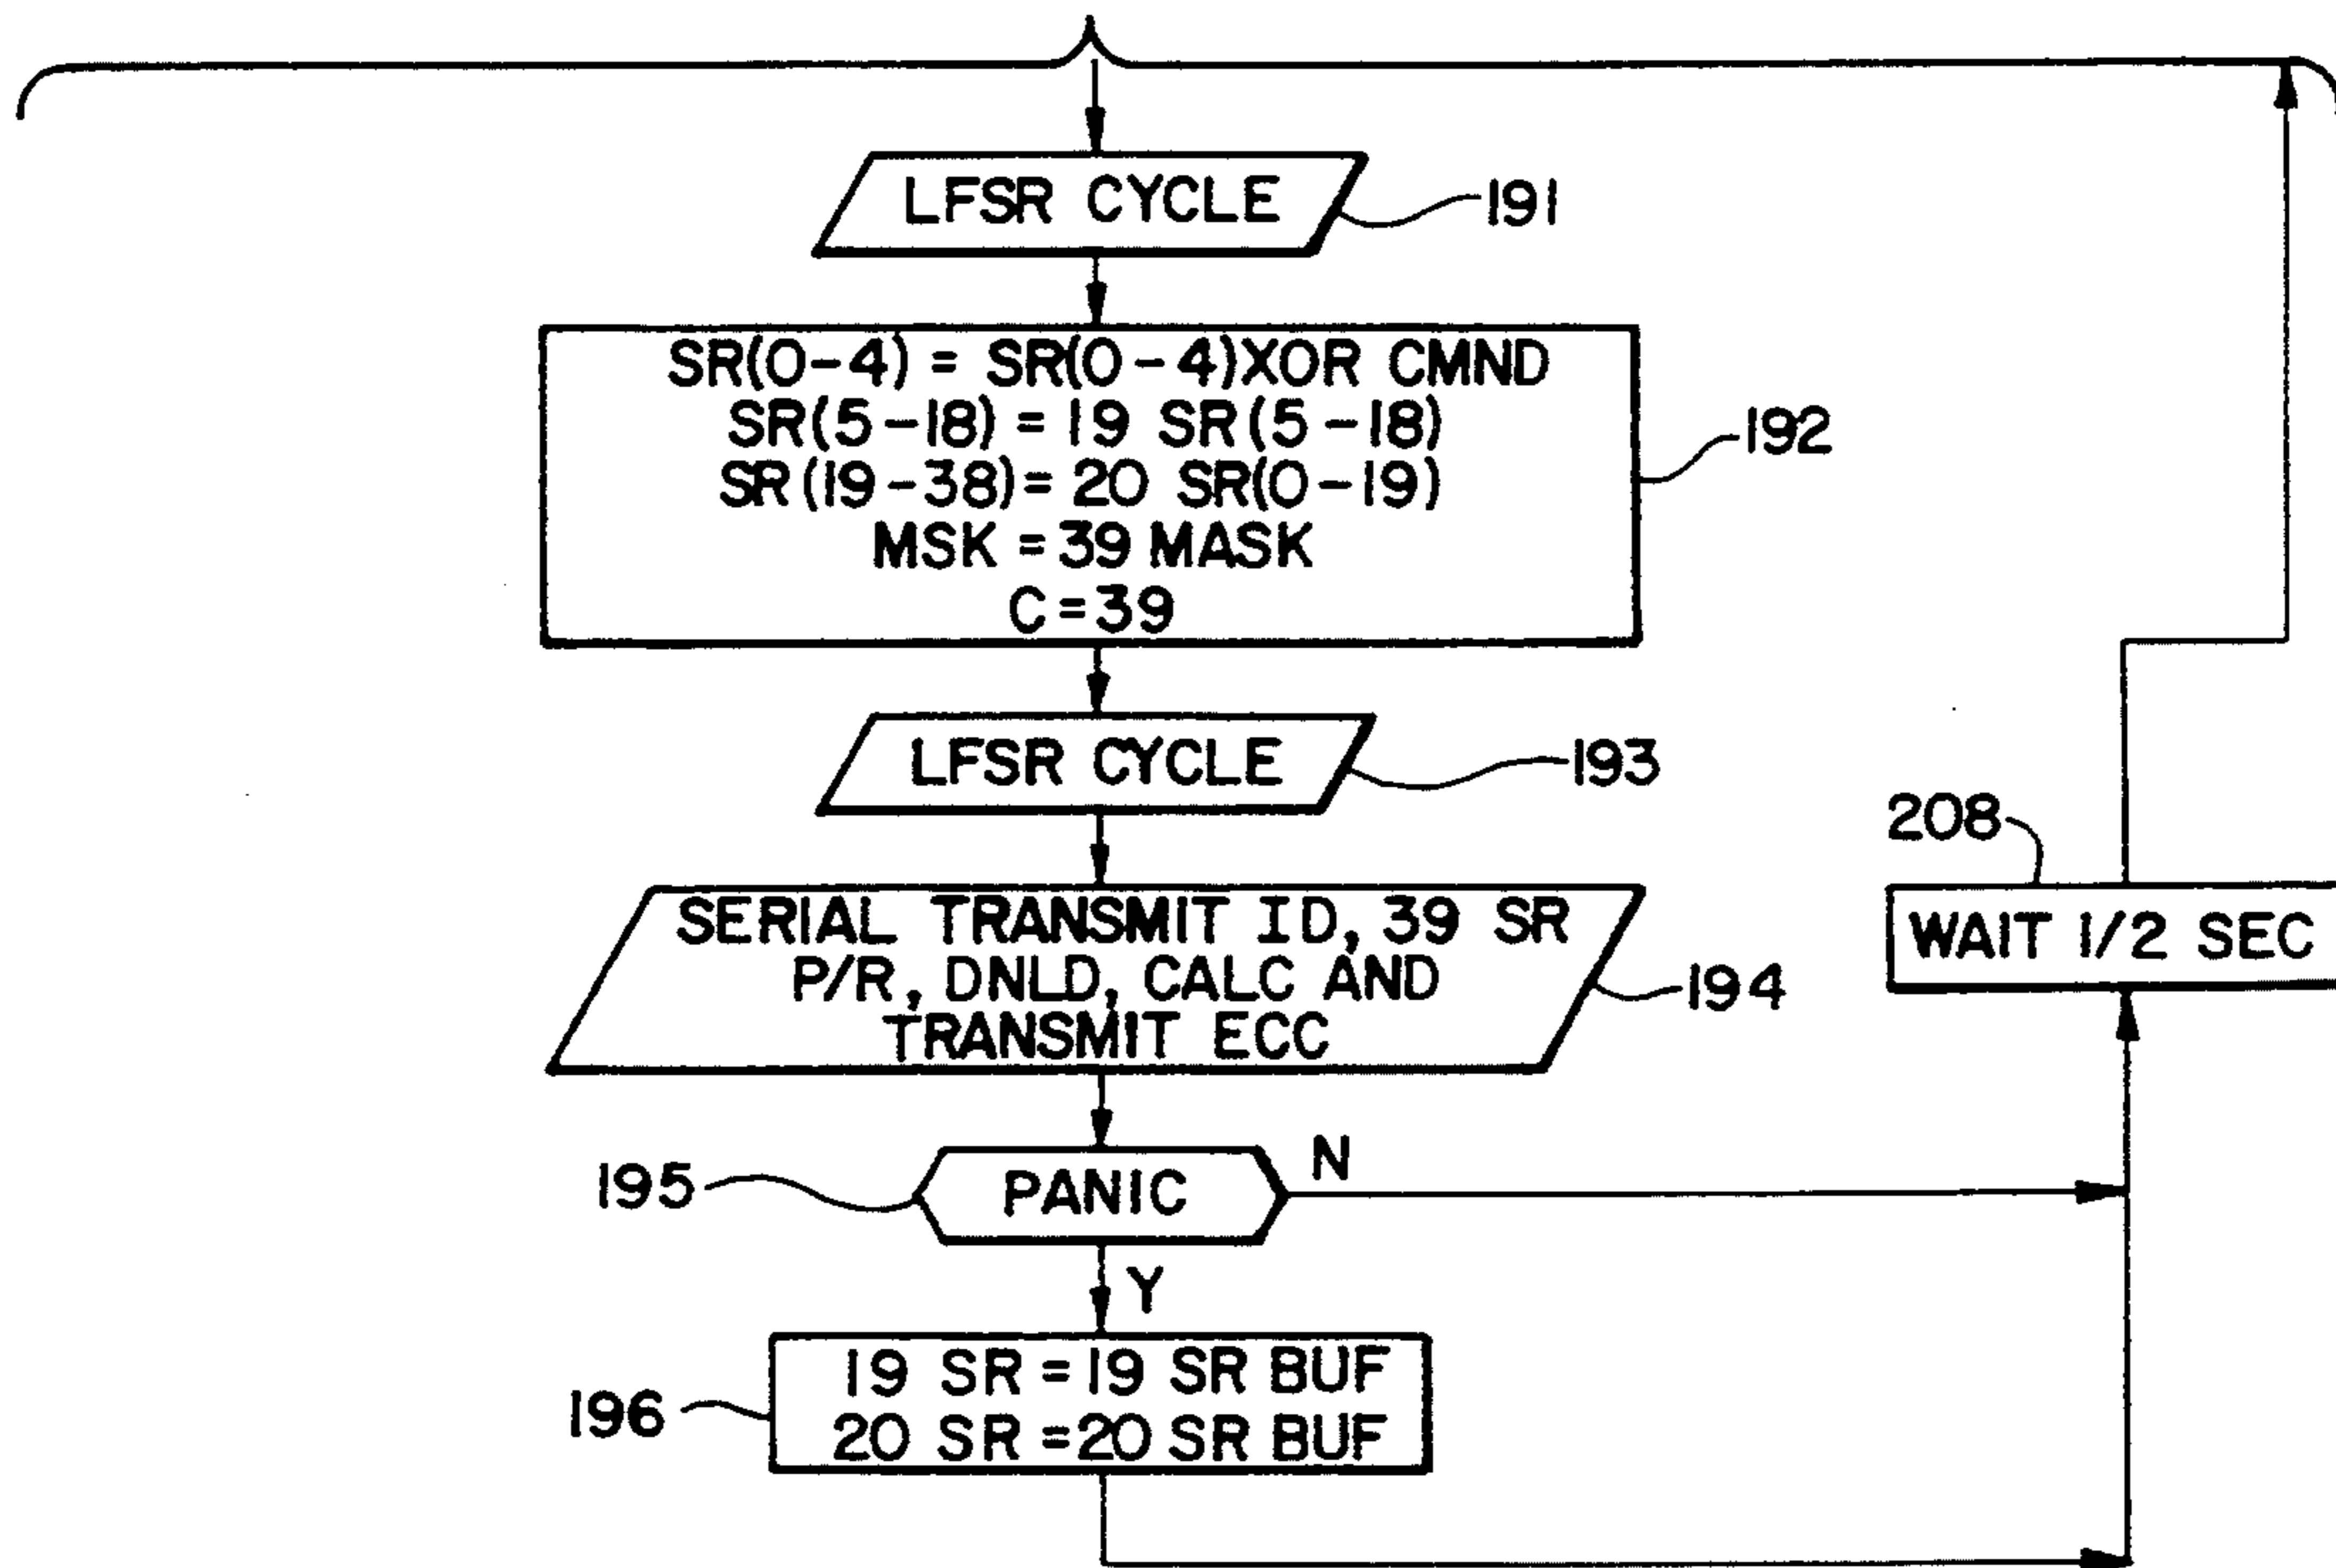 LFSR CYCLE
191
SR(0-4) = SR(0-4)XOR CMND
SR(5-18) = 19 SR(5-18)
SR(19-38)= 20 SR(0-19)
MSK = 39 MASK
C = 39
192
LFSR CYCLE
193
208
WAIT 1/2 SEC
SERIAL TRANSMIT ID, 39 SR
P/R, DNLD, CALC AND
TRANSMIT ECC
194
195
PANIC
N
Y
19 SR = 19 SR BUF
20 SR = 20 SR BUF
196